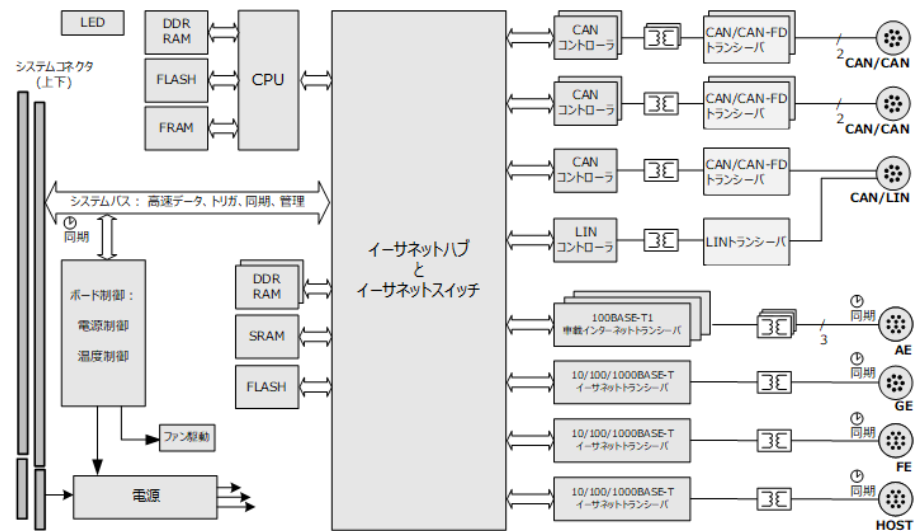 LED
システムコネクタ
(上下)
DDR
RAM
FLASH
FRAM
CPU
システムバス： 高速データ、トリガ、同期、管理
同期
ボード制御：
電源制御
温度制御
ファン駆動
電源
DDR
RAM
SRAM
FLASH
イーサネットハブ
と
イーサネットスイッチ
CAN
コントローラ
CAN/CAN-FD
トランシーバ
2
CAN/CAN
CAN
コントローラ
CAN/CAN-FD
トランシーバ
2
CAN/CAN
CAN
コントローラ
CAN/CAN-FD
トランシーバ
CAN/LIN
LIN
コントローラ
LINトランシーバ
100BASE-T1
車載インターネットトランシーバ
3
同期
AE
10/100/1000BASE-T
イーサネットトランシーバ
同期
GE
10/100/1000BASE-T
イーサネットトランシーバ
同期
FE
10/100/1000BASE-T
イーサネットトランシーバ
同期
HOST